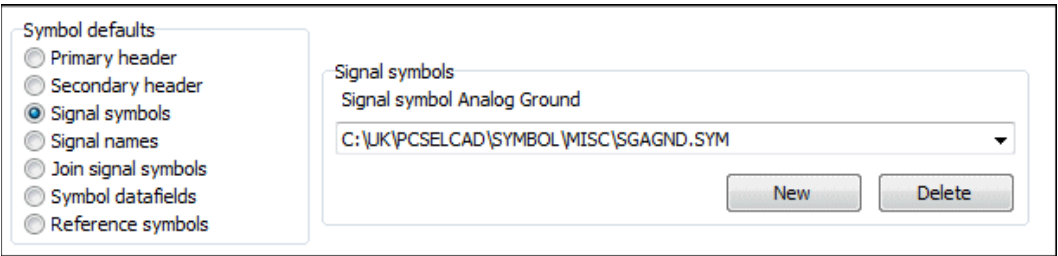 Symbol defaults
Primary header
Secondary header
Signal symbols
Signal names
Join signal symbols
Symbol datafields
Reference symbols
Signal symbols
Signal symbol Analog Ground
C:\UK\PCSELCAD\SYMBOL\MISC\SGAGND.SYM
New
Delete